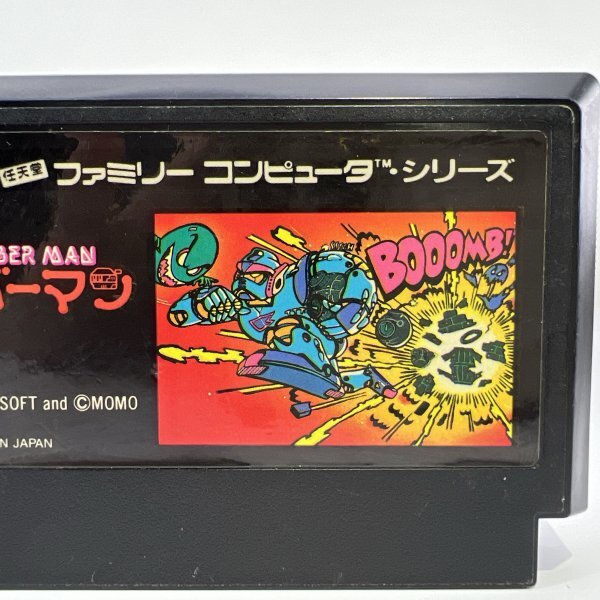 任天堂 ファミリー コンピュータ™・シリーズ
BER MAN
バーマン
BOOOMB!
SOFT and ©MOMO
N JAPAN